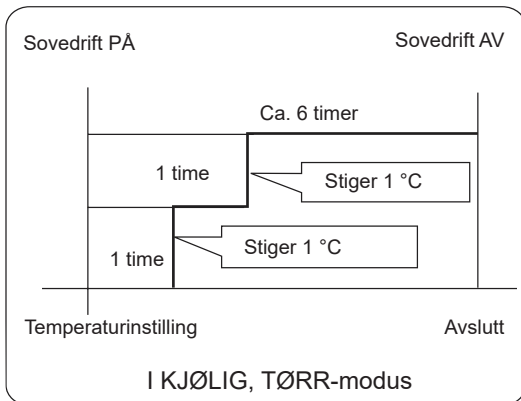 Sovedrift PÅ
Sovedrift AV
Ca. 6 timer
1 time
Stiger 1 °C
1 time
Stiger 1 °C
Temperaturinstilling
Avslutt
I KJØLIG, TØRR-modus